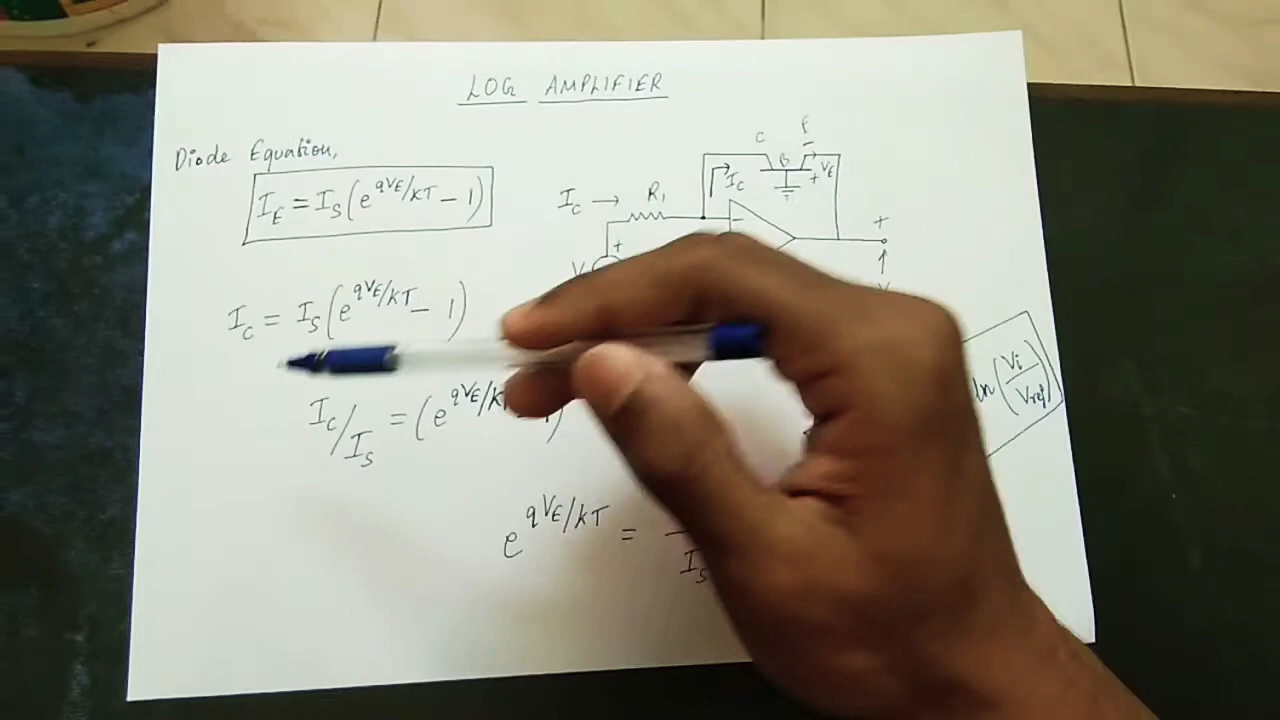 LOG AMPLIFIER
Diode Equation,
I_E = I_S (e^{qV_E/kT} - 1)
I_C = I_S (e^{qV_E/kT} - 1)
I_C/I_S = (e^{qV_E/k
e^{qV_E/kT} =
I_S
C
B
I_C
+ V_E
I_C → R_1
+
-
+
ln(V_i/V_ref)